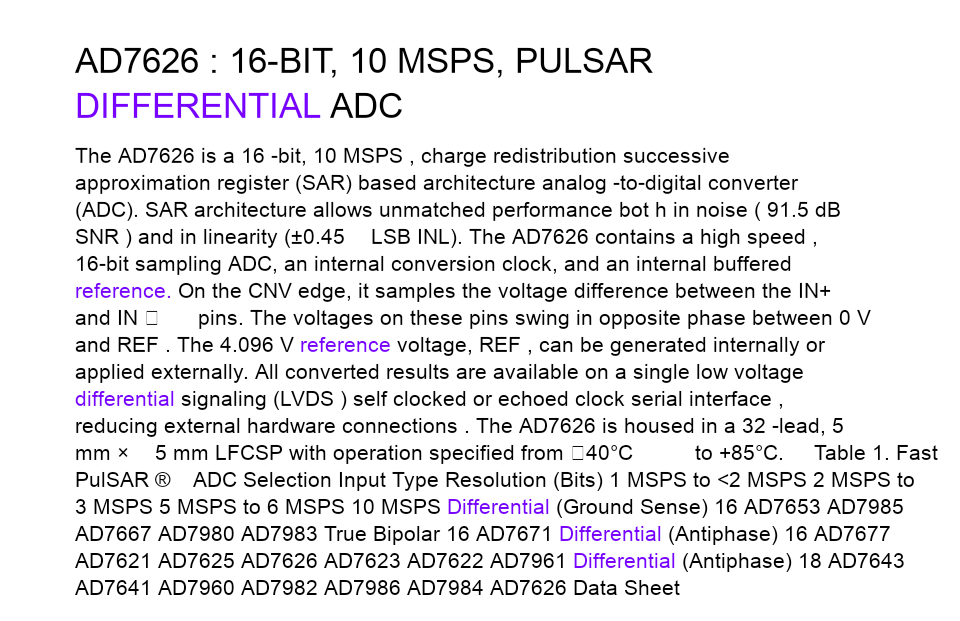 AD7626 : 16-BIT, 10 MSPS, PULSAR
DIFFERENTIAL ADC
The AD7626 is a 16 -bit, 10 MSPS , charge redistribution successive
approximation register (SAR) based architecture analog -to-digital converter
(ADC). SAR architecture allows unmatched performance bot h in noise ( 91.5 dB
SNR ) and in linearity (±0.45 LSB INL). The AD7626 contains a high speed ,
16-bit sampling ADC, an internal conversion clock, and an internal buffered
reference. On the CNV edge, it samples the voltage difference between the IN+
and IN □ pins. The voltages on these pins swing in opposite phase between 0 V
and REF . The 4.096 V reference voltage, REF , can be generated internally or
applied externally. All converted results are available on a single low voltage
differential signaling (LVDS ) self clocked or echoed clock serial interface ,
reducing external hardware connections . The AD7626 is housed in a 32 -lead, 5
mm × 5 mm LFCSP with operation specified from □40°C to +85°C. Table 1. Fast
PulSAR ® ADC Selection Input Type Resolution (Bits) 1 MSPS to <2 MSPS 2 MSPS to
3 MSPS 5 MSPS to 6 MSPS 10 MSPS Differential (Ground Sense) 16 AD7653 AD7985
AD7667 AD7980 AD7983 True Bipolar 16 AD7671 Differential (Antiphase) 16 AD7677
AD7621 AD7625 AD7626 AD7623 AD7622 AD7961 Differential (Antiphase) 18 AD7643
AD7641 AD7960 AD7982 AD7986 AD7984 AD7626 Data Sheet